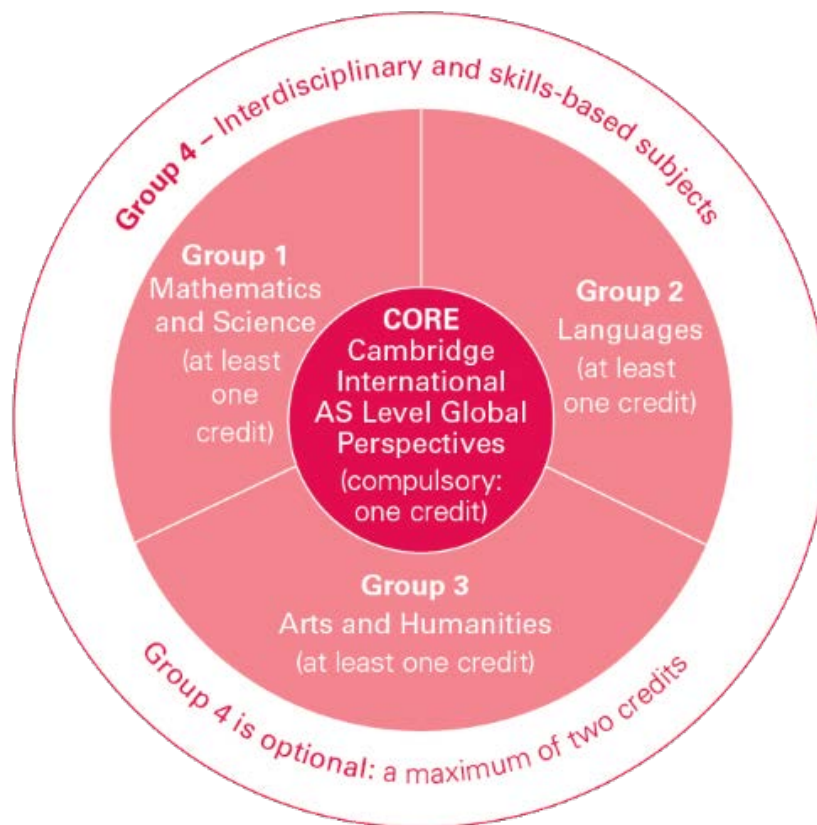 Group 4 – Interdisciplinary and skills-based subjects
Group 1
Mathematics
and Science
(at least
one
credit)
CORE
Cambridge
International
AS Level Global
Perspectives
(compulsory:
one credit)
Group 2
Languages
(at least
one credit)
Group 3
Arts and Humanities
(at least one credit)
Group 4 is optional: a maximum of two credits